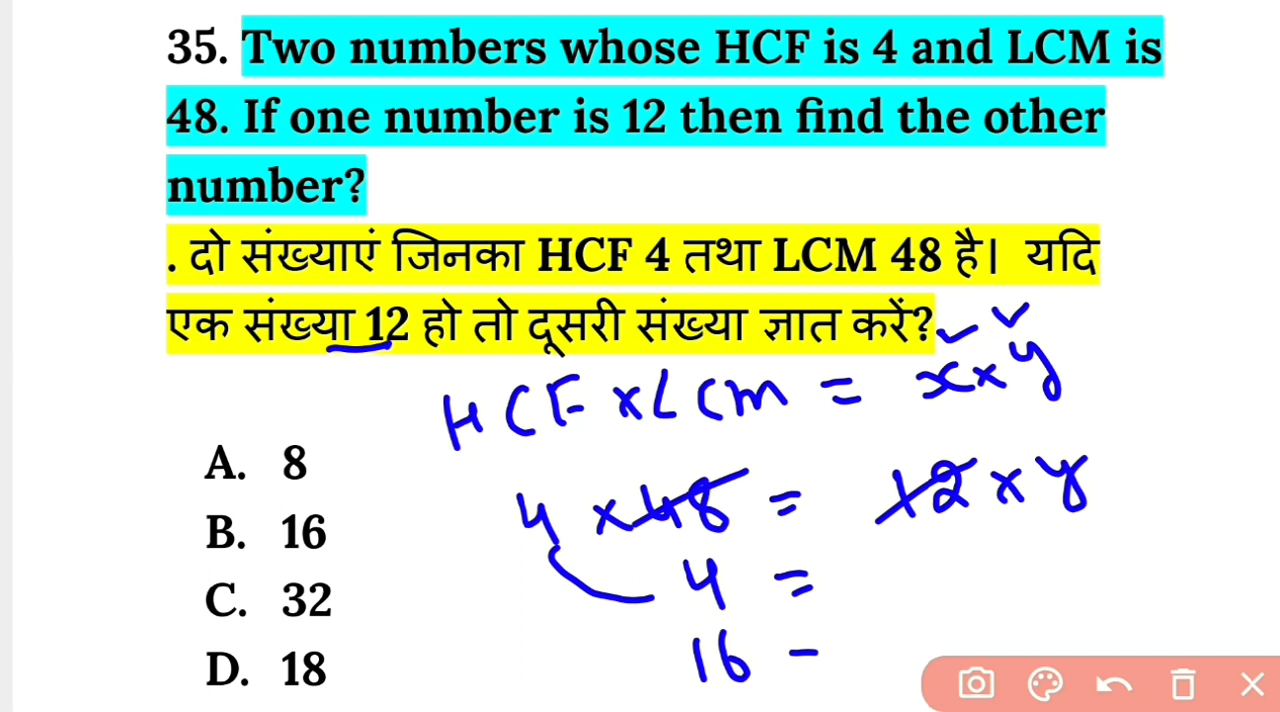 35. Two numbers whose HCF is 4 and LCM is
48. If one number is 12 then find the other
number?
. दो संख्याएं जिनका HCF 4 तथा LCM 48 है। यदि
एक संख्या 12 हो तो दूसरी संख्या ज्ञात करें?
HCF x LCM = x x y
A. 8
4 x 48 = 12 x y
B. 16
4 =
C. 32
16 =
D. 18